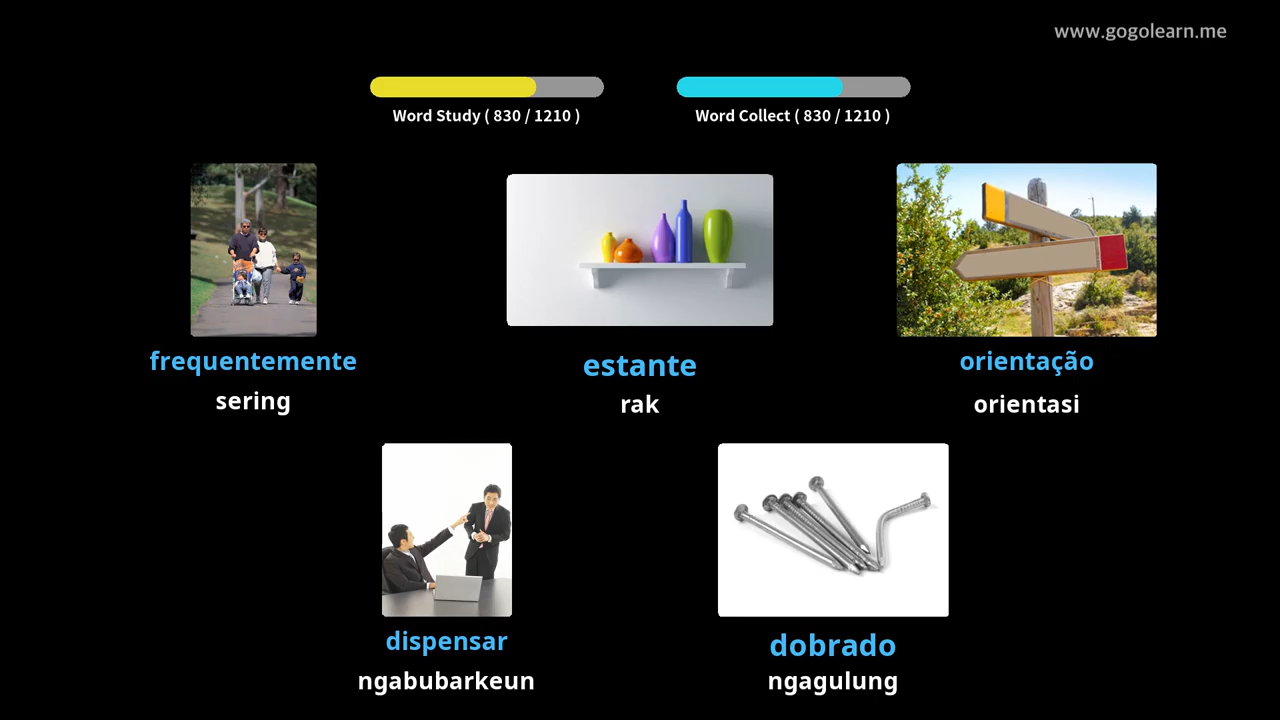 www.gogolearn.me
Word Study ( 830 / 1210 )
Word Collect ( 830 / 1210 )
frequentemente
sering
estante
rak
orientação
orientasi
dispensar
ngabubarkeun
dobrado
ngagulung